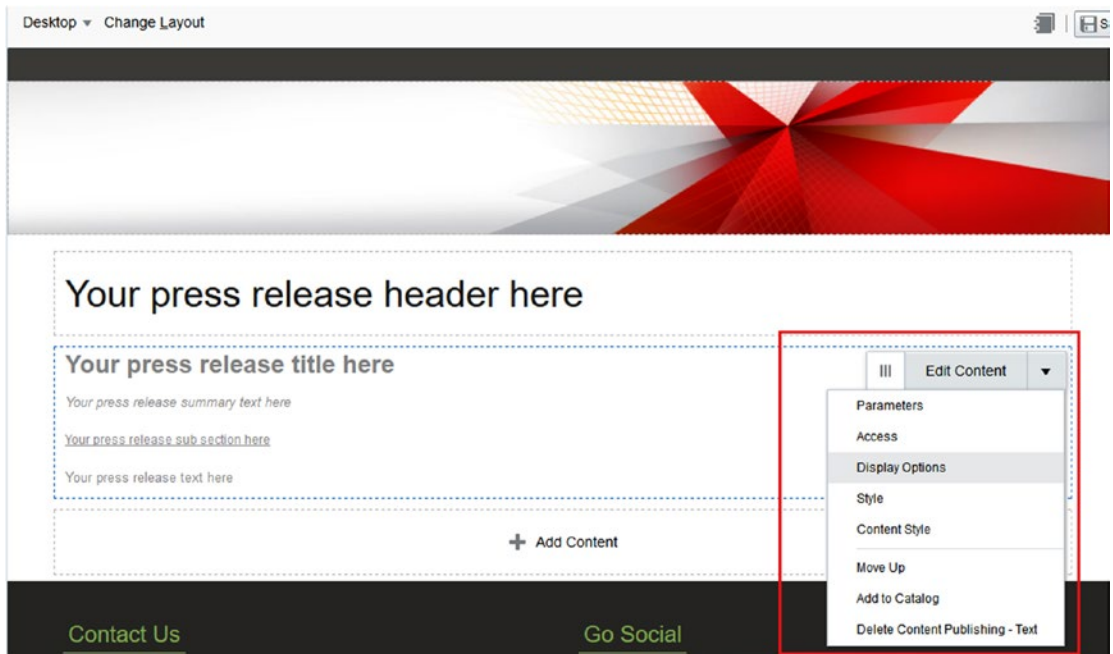 Desktop Change Layout
Your press release header here
Your press release title here
Edit Content
Your press release summary text here
Your press release sub section here
Your press release text here
Parameters
Access
Display Options
Style
Content Style
Move Up
Add to Catalog
Delete Content Publishing - Text
Add Content
Contact Us
Go Social